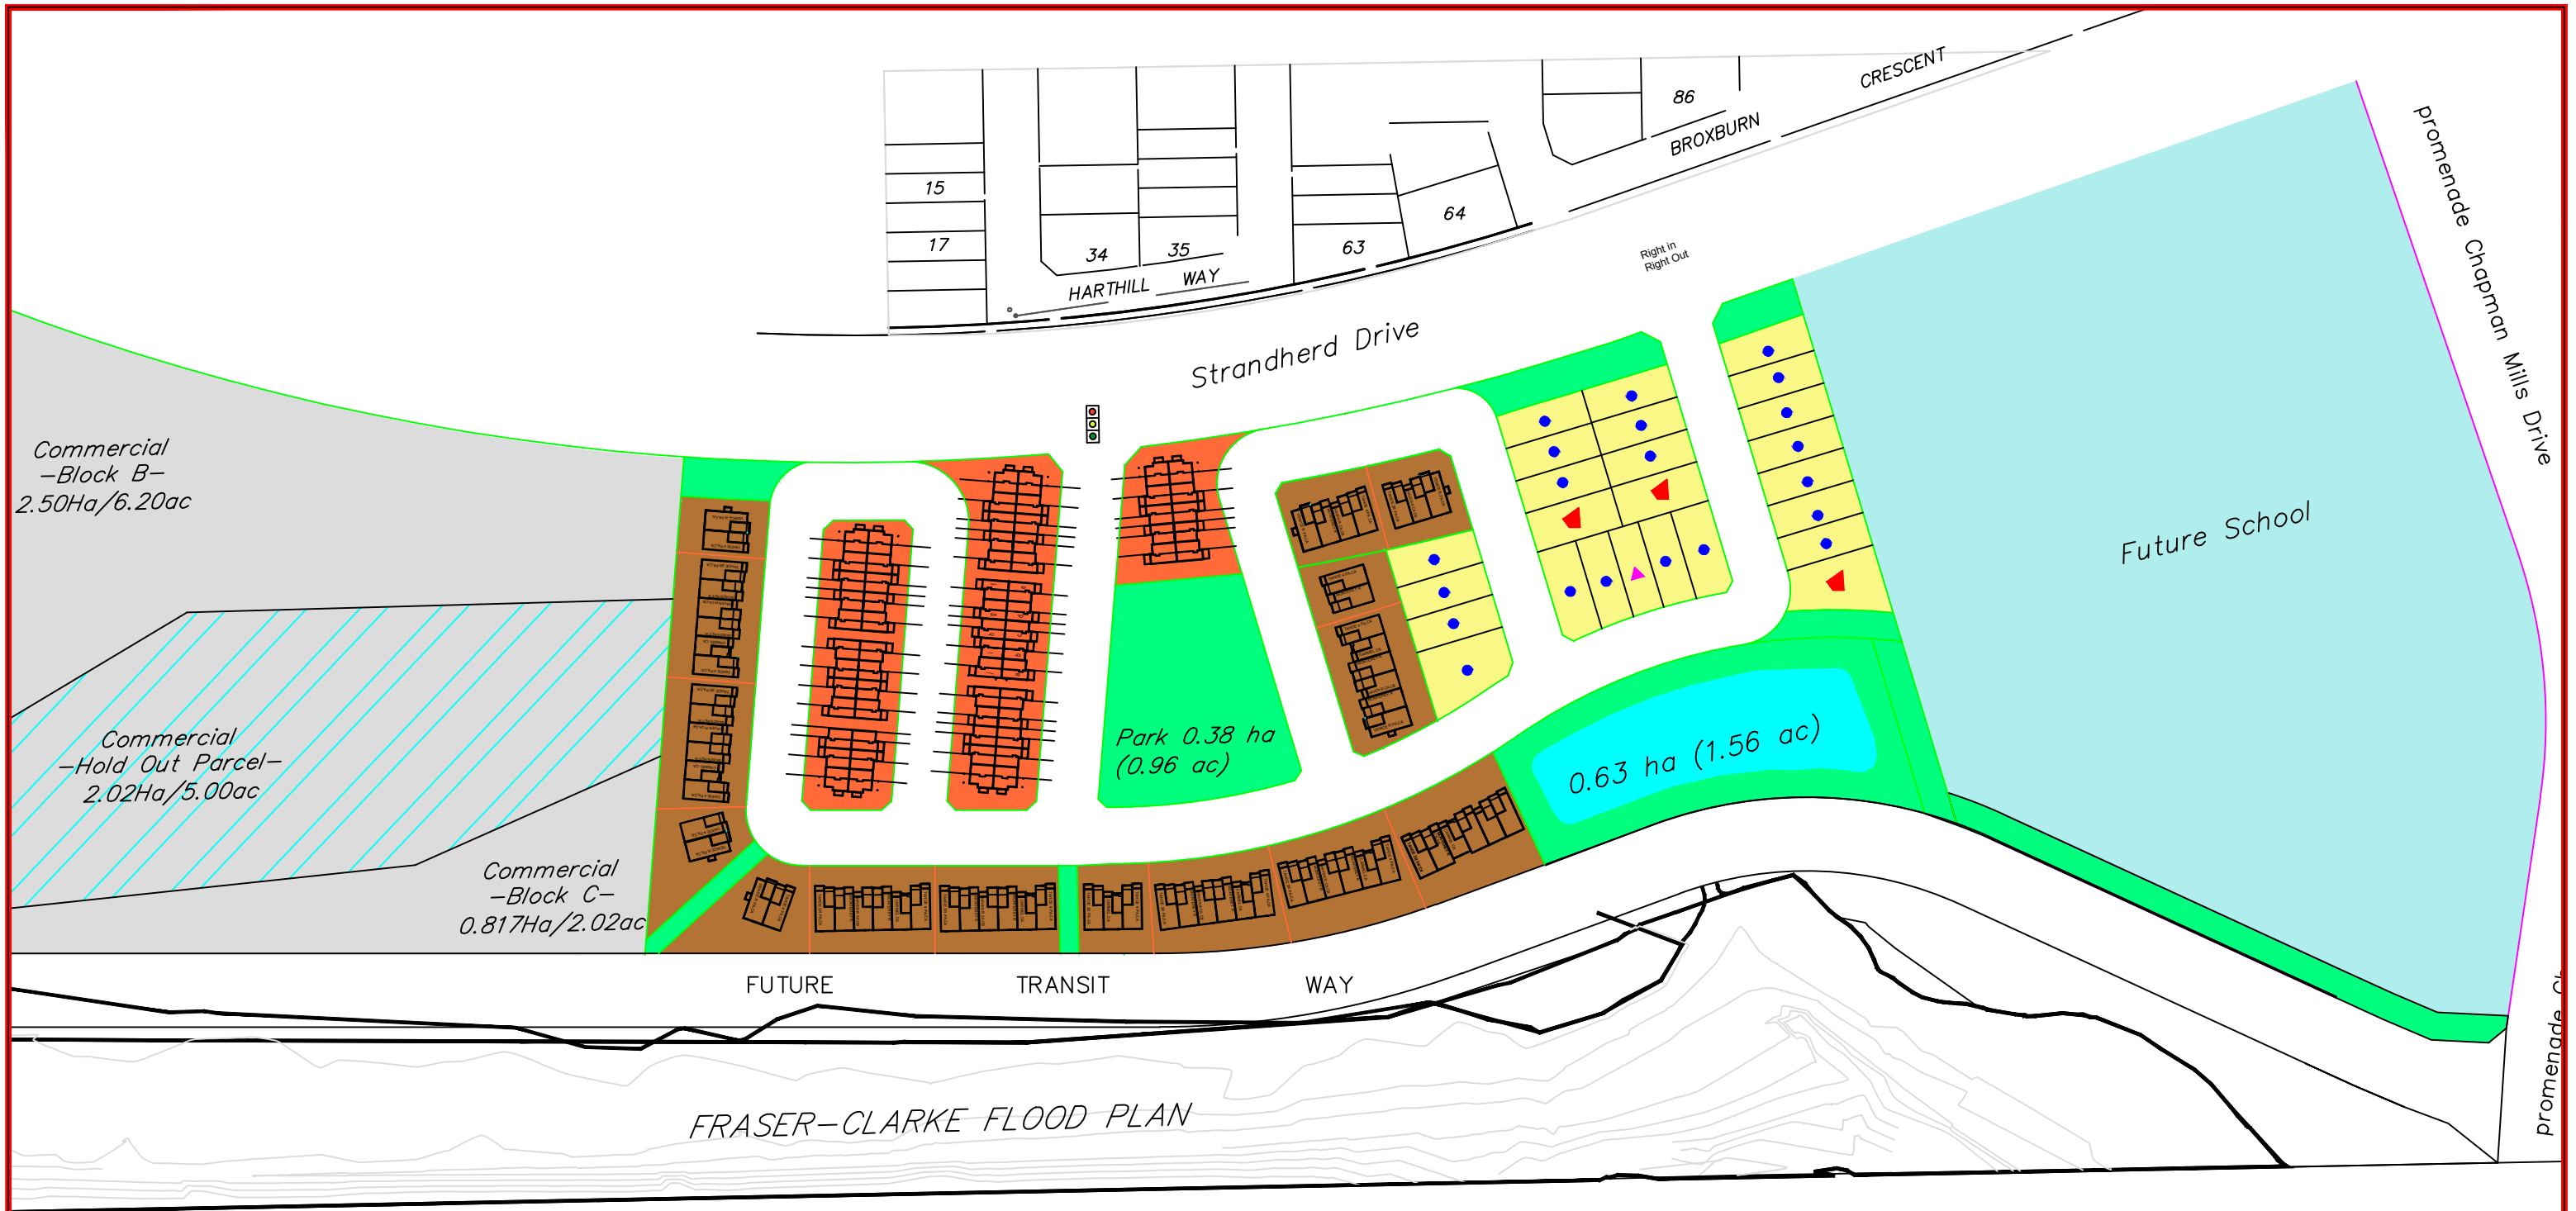 CRESCENT
86
BROXBURN
15
17
34
35
63
64
HARTHILL WAY
Right in
Right Out
promenade Chapman Mills Drive
Strandherd Drive
Commercial
-Block B-
2.50Ha/6.20ac
Future School
Commercial
-Hold Out Parcel-
2.02Ha/5.00ac
Park 0.38 ha
(0.96 ac)
0.63 ha (1.56 ac)
Commercial
-Block C-
0.817Ha/2.02ac
FUTURE TRANSIT WAY
promenade
FRASER-CLARKE FLOOD PLAN